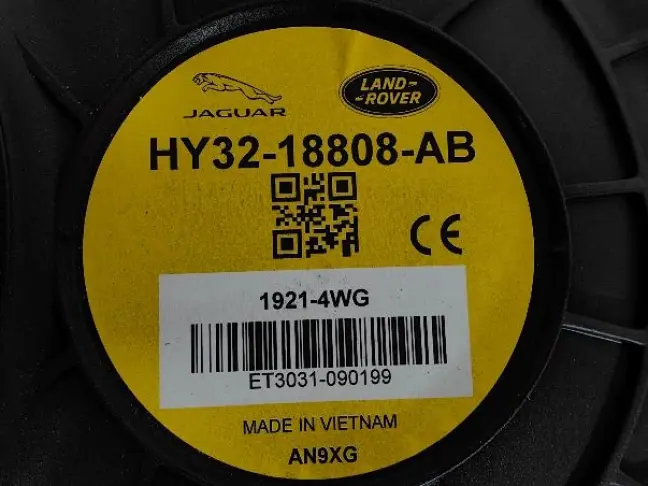 JAGUAR
LAND-
-ROVER
HY32-18808-AB
CE
1921-4WG
ET3031-090199
MADE IN VIETNAM
AN9XG